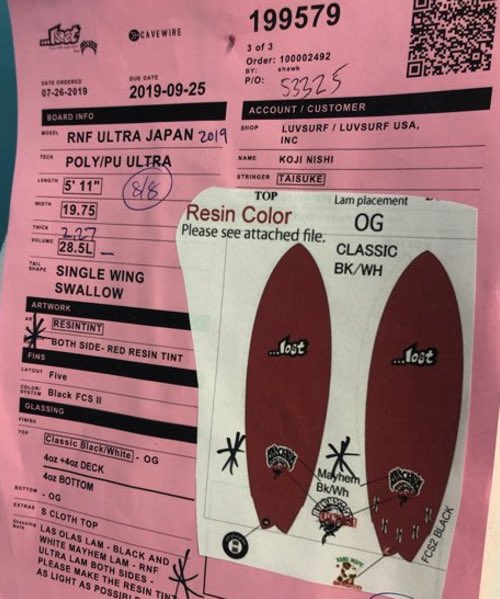 ...lost
CAVEWIRE
199579
3 of 3
Order: 100002492
BY: shawk
P/O: 53325
DATE ORDERED
07-26-2019
DUE DATE
2019-09-25
BOARD INFO
MODEL RNF ULTRA JAPAN 2019
TECH POLY/PU ULTRA
LENGTH 5' 11" 8/8
WIDTH 19.75
THICK 2.27
VOLUME 28.5L
TAIL SHAPE SINGLE WING
SWALLOW
ACCOUNT / CUSTOMER
SHOP LUVSURF / LUVSURF USA,
INC
NAME KOJI NISHI
STRINGER TAISUKE
ARTWORK
RESINTINT
BOTH SIDE- RED RESIN TINT
FINS
LAYOUT Five
COLOR/SYSTEM Black FCS II
GLASSING
FINISH
TOP Classic Black/White - OG
4oz +4oz DECK
4oz BOTTOM
BOTTOM - OG
EXTRAS S CLOTH TOP
Glassing Note LAS OLAS LAM - BLACK AND
WHITE MAYHEM LAM - RNF
ULTRA LAM BOTH SIDES -
PLEASE MAKE THE RESIN TINT
AS LIGHT AS POSSIBLE
TOP
Lam placement
Resin Color
OG
Please see attached file.
CLASSIC
BK/WH
...lost
...lost
MAYHEM
MAYHEM
Mayhem
Bk/Wh
FCS2 BLACK